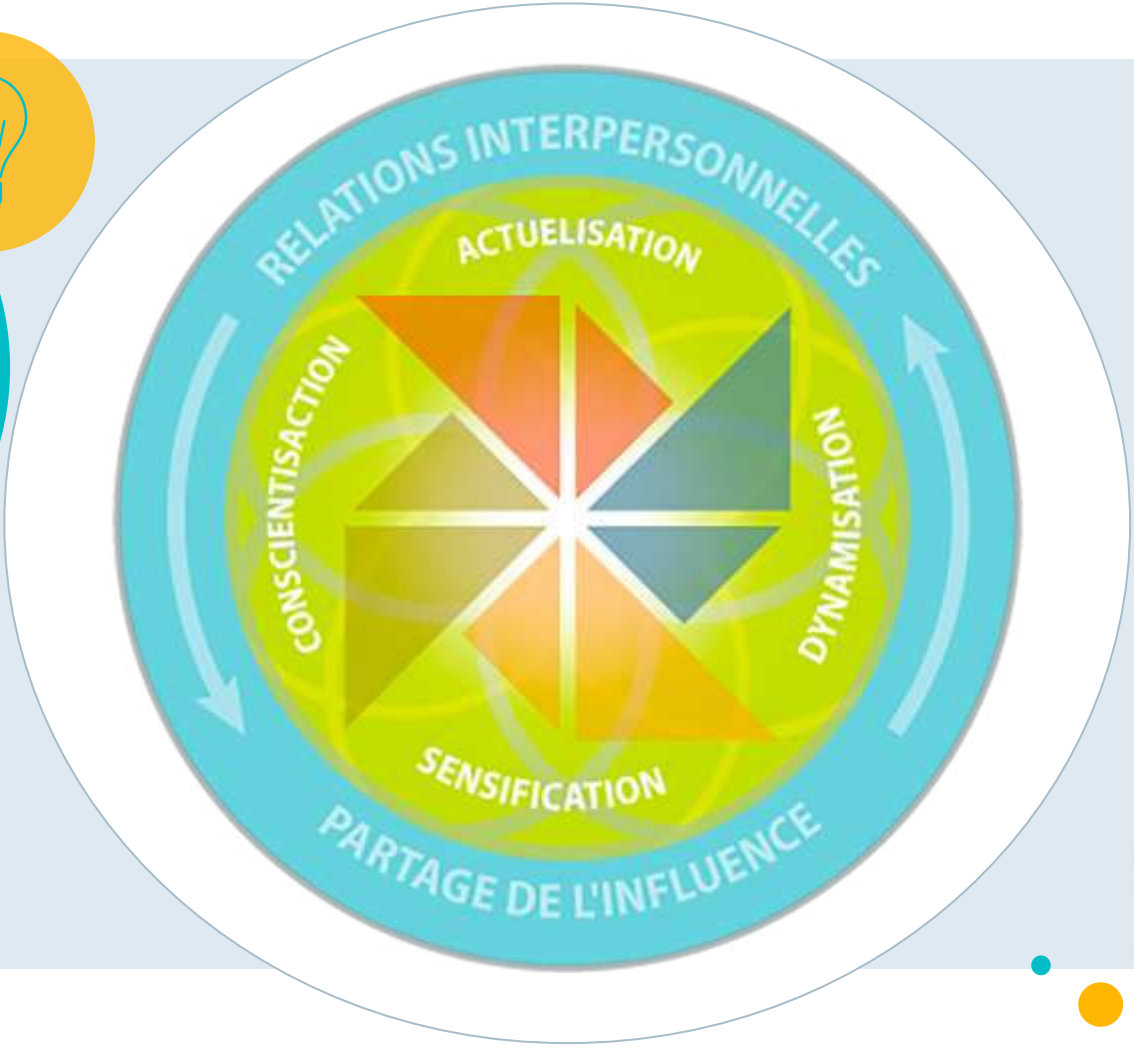 RELATIONS INTERPERSONNELLES
ACTUELISATION
CONSCIENTISACTION
DYNAMISATION
SENSIFICATION
PARTAGE DE L'INFLUENCE